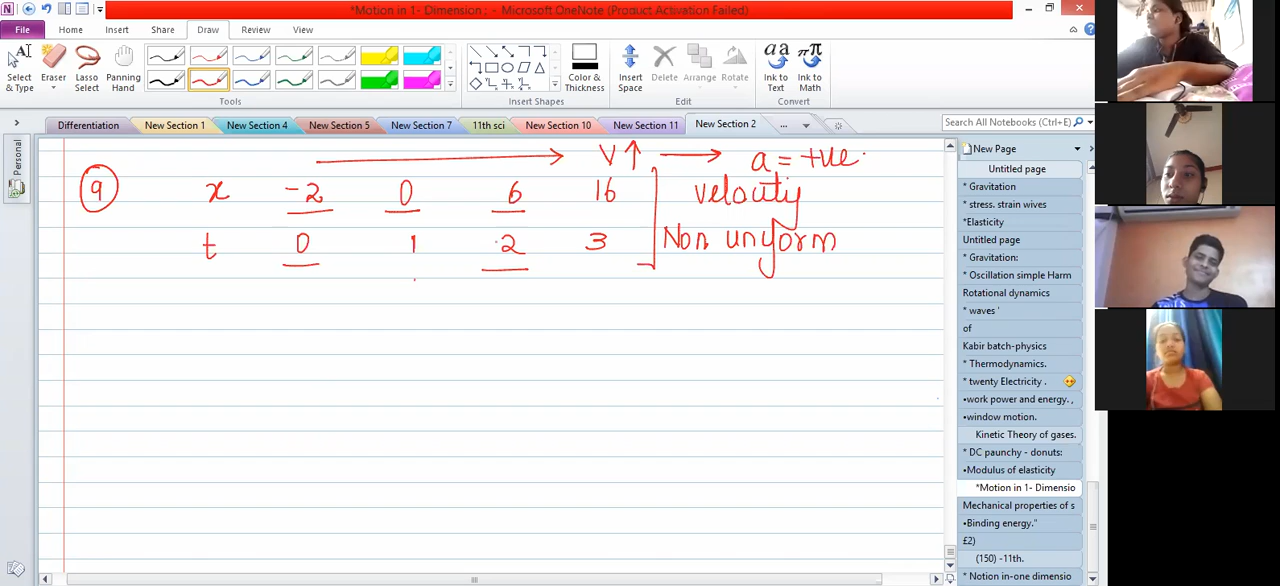 *Motion in 1- Dimension : - Microsoft OneNote (Product Activation Failed)
File Home Insert Share Draw Review View
Select & Type
Eraser
Lasso Select
Panning Hand
Color & Thickness
Insert Space
Delete
Arrange
Rotate
Ink to Text
Ink to Math
Tools Insert Shapes Edit Convert
Differentiation New Section 1 New Section 4 New Section 5 New Section 7 11th sci New Section 10 New Section 11 New Section 2 ... Search All Notebooks (Ctrl+E)
Personal
V↑ → a = +ve
9 x -2 0 6 16 velocity
t 0 1 2 3 Non unyorm
New Page
Untitled page
* Gravitation
* stress. strain wives
*Elasticity
Untitled page
* Gravitation:
* Oscillation simple Harm
Rotational dynamics
* waves '
of
Kabir batch-physics
* Thermodynamics.
* twenty Electricity .
•work power and energy. ,
•window motion.
Kinetic Theory of gases.
* DC paunchy - donuts:
•Modulus of elasticity
*Motion in 1- Dimensio
Mechanical properties of s
•Binding energy."
£2)
(150) -11th.
* Notion in-one dimensio